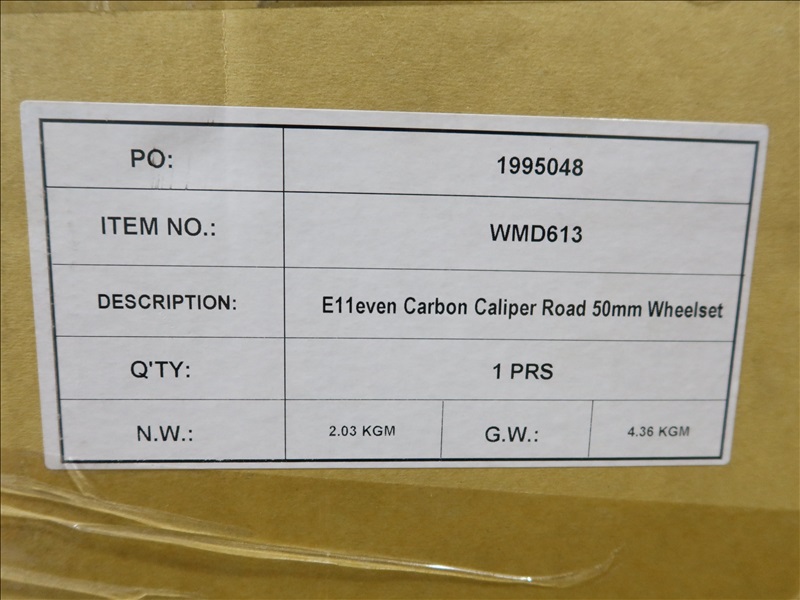 PO: 1995048
ITEM NO.: WMD613
DESCRIPTION: E11even Carbon Caliper Road 50mm Wheelset
Q'TY: 1 PRS
N.W.: 2.03 KGM G.W.: 4.36 KGM